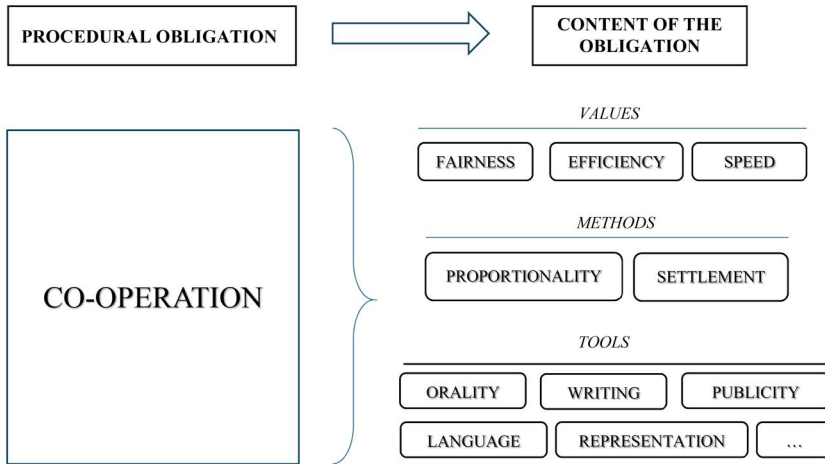 PROCEDURAL OBLIGATION
CONTENT OF THE
OBLIGATION
VALUES
FAIRNESS
EFFICIENCY
SPEED
METHODS
CO-OPERATION
PROPORTIONALITY
SETTLEMENT
TOOLS
ORALITY
WRITING
PUBLICITY
LANGUAGE
REPRESENTATION
…